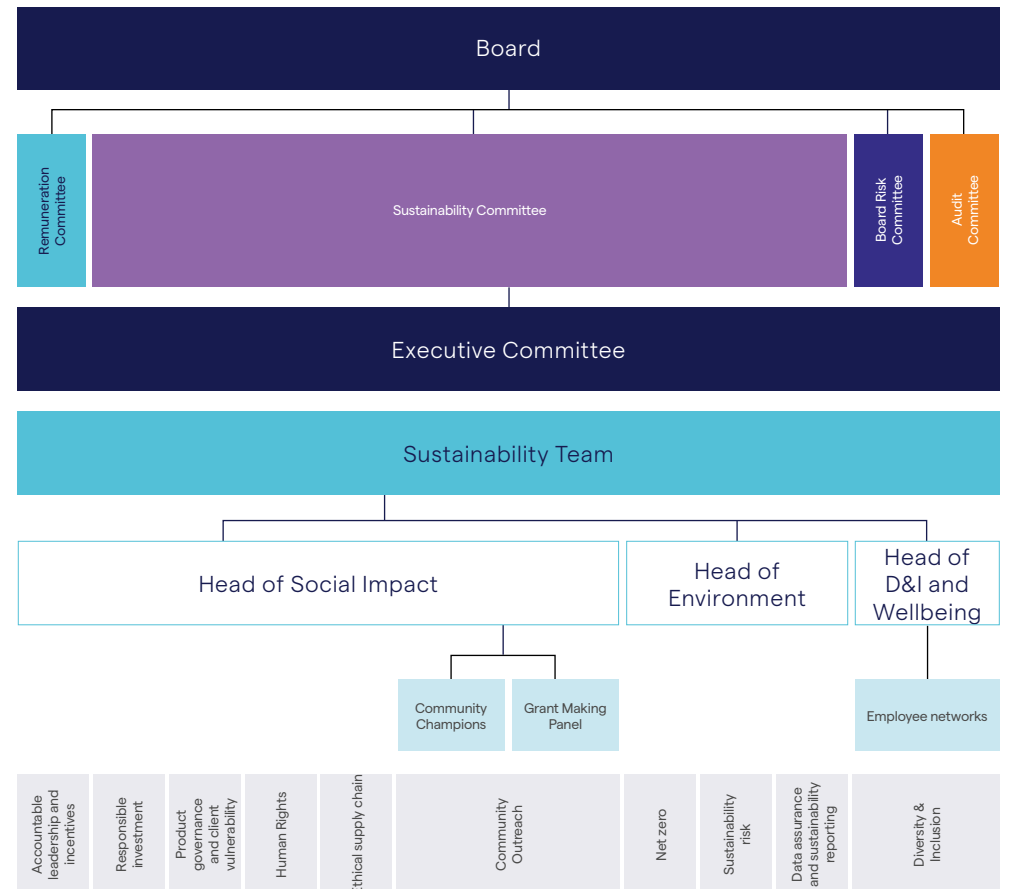 Board
Remuneration
Committee
Sustainability Committee
Board Risk
Committee
Audit
Committee
Executive Committee
Sustainability Team
Head of Social Impact
Head of
Environment
Head of
D&I and
Wellbeing
Community
Champions
Grant Making
Panel
Employee networks
Accountable
leadership and
incentives
Responsible
investment
Product
governance
and client
vulnerability
Human Rights
Ethical supply chain
Community
Outreach
Net zero
Sustainability
risk
Data assurance
and sustainability
reporting
Diversity &
Inclusion